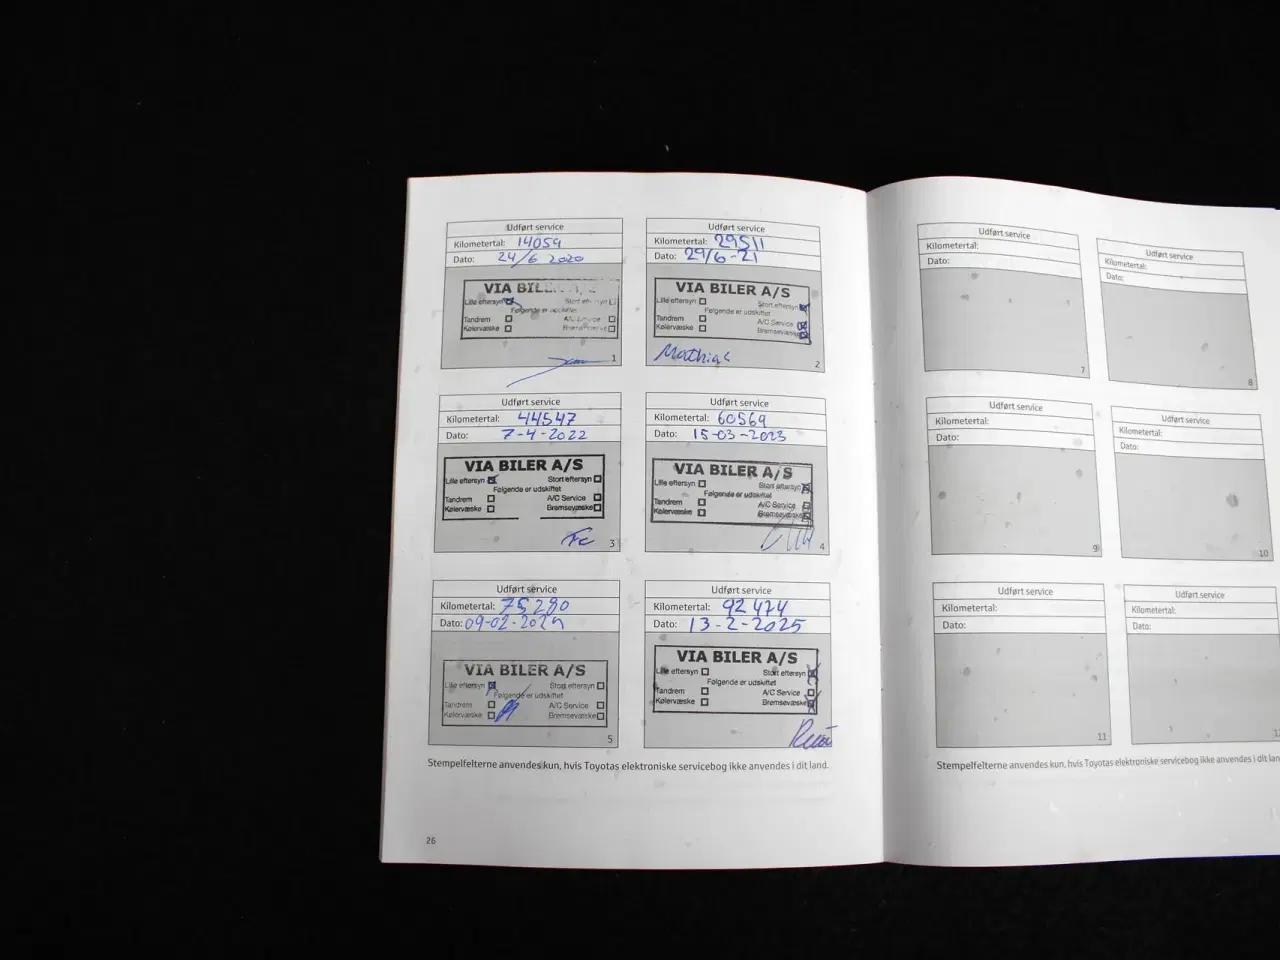 Udført service
Kilometertal: 14054
Dato: 24/6 2020
VIA BILER A/S
Lille eftersyn Stort eftersyn
Følgende er udskiftet
Tandrem A/C Service
Kølervæske Bremsevæske
1
Udført service
Kilometertal: 29511
Dato: 29/6-21
VIA BILER A/S
Lille eftersyn Stort eftersyn
Følgende er udskiftet
Tandrem A/C Service
Kølervæske Bremsevæske
Mathias
2
Udført service
Kilometertal: 44547
Dato: 7-4-2022
VIA BILER A/S
Lille eftersyn Stort eftersyn
Følgende er udskiftet
Tandrem A/C Service
Kølervæske Bremsevæske
3
Udført service
Kilometertal: 60569
Dato: 15-03-2023
VIA BILER A/S
Lille eftersyn Stort eftersyn
Følgende er udskiftet
Tandrem A/C Service
Kølervæske Bremsevæske
4
Udført service
Kilometertal: 75280
Dato: 09-02-2024
VIA BILER A/S
Lille eftersyn Stort eftersyn
Følgende er udskiftet
Tandrem A/C Service
Kølervæske Bremsevæske
5
Udført service
Kilometertal: 92474
Dato: 13-2-2025
VIA BILER A/S
Lille eftersyn Stort eftersyn
Følgende er udskiftet
Tandrem A/C Service
Kølervæske Bremsevæske
Stempelfelterne anvendes kun, hvis Toyotas elektroniske servicebog ikke anvendes i dit land.
26
Udført service
Kilometertal:
Dato:
7
Udført service
Kilometertal:
Dato:
8
Udført service
Kilometertal:
Dato:
9
Udført service
Kilometertal:
Dato:
10
Udført service
Kilometertal:
Dato:
11
Udført service
Kilometertal:
Dato:
Stempelfelterne anvendes kun, hvis Toyotas elektroniske servicebog ikke anvendes i dit